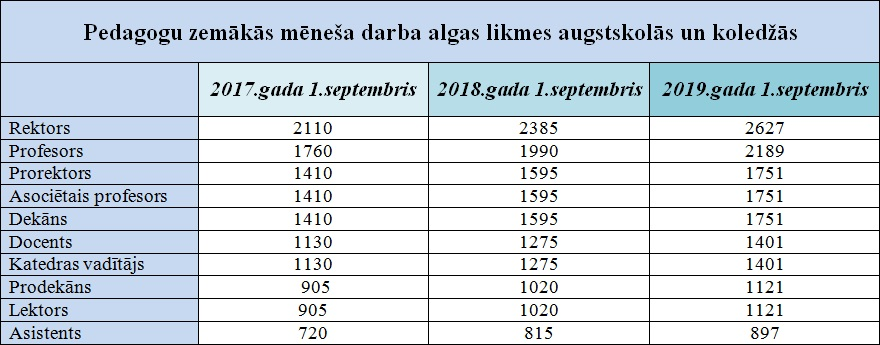 Pedagogu zemākās mēneša darba algas likmes augstskolās un koledžās
2017.gada 1.septembris 2018.gada 1.septembris 2019.gada 1.septembris
Rektors 2110 2385 2627
Profesors 1760 1990 2189
Prorektors 1410 1595 1751
Asociētais profesors 1410 1595 1751
Dekāns 1410 1595 1751
Docents 1130 1275 1401
Katedras vadītājs 1130 1275 1401
Prodekāns 905 1020 1121
Lektors 905 1020 1121
Asistents 720 815 897